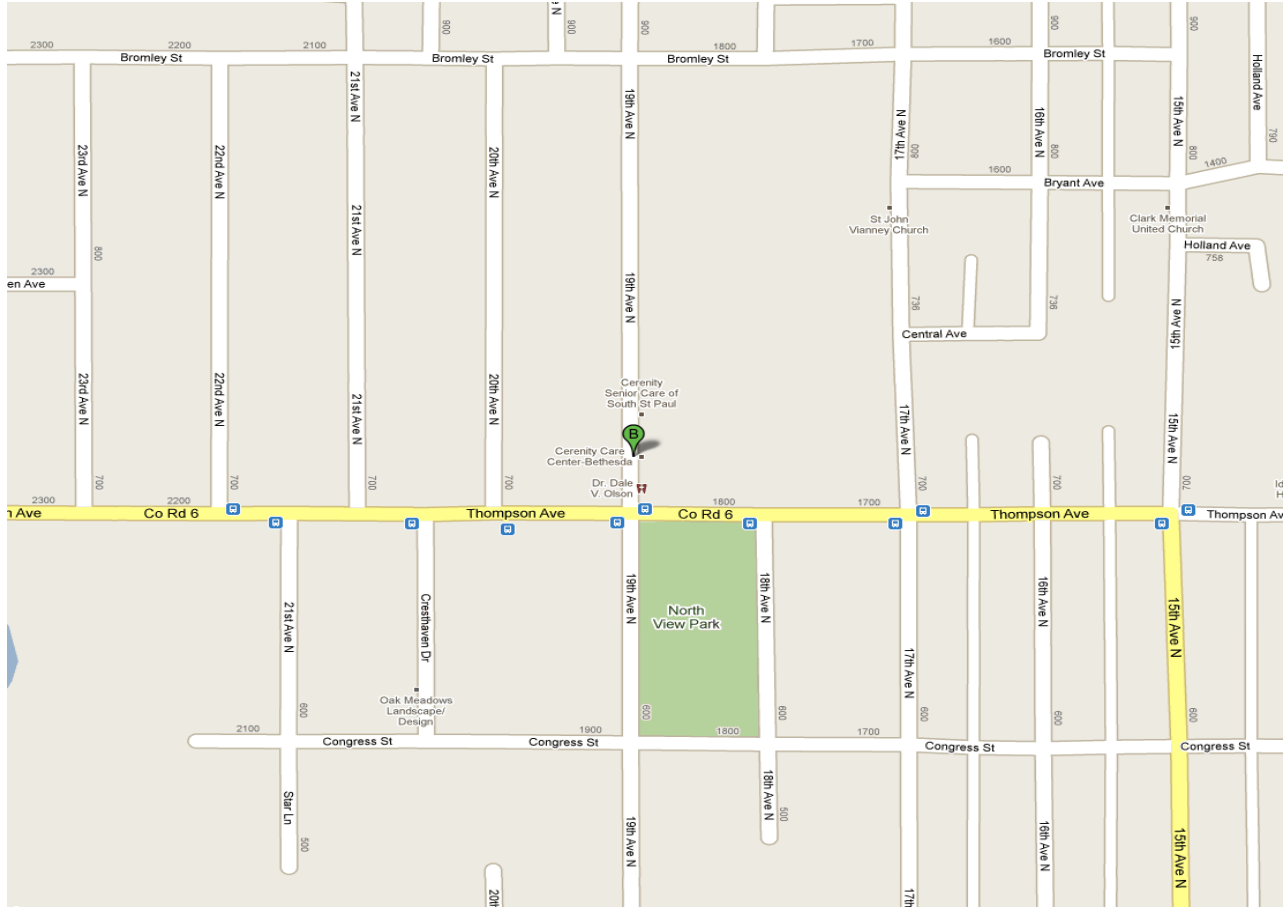 N
900
900
900
900
900
2300
2200
2100
1800
1700
1600
Bromley St
Bromley St
Bromley St
Bromley St
Holland Ave
790
21st Ave N
19th Ave N
17th Ave N
16th Ave N
15th Ave N
800
800
800
1400
23rd Ave N
22nd Ave N
20th Ave N
1600
Bryant Ave
St John
Vianney Church
Clark Memorial
United Church
21st Ave N
Holland Ave
758
800
2300
en Ave
19th Ave N
736
736
15th Ave N
Central Ave
Cerenity
Senior Care of
South St Paul
23rd Ave N
22nd Ave N
21st Ave N
20th Ave N
17th Ave N
15th Ave N
B
Cerenity Care
Center-Bethesda
Dr. Dale
V. Olson
700
700
700
700
700
700
700
Id
H
2300
2200
1800
1700
n Ave
Co Rd 6
Thompson Ave
Co Rd 6
Thompson Ave
Thompson Av
21st Ave N
Cresthaven Dr
19th Ave N
North
View Park
18th Ave N
17th Ave N
16th Ave N
15th Ave N
Oak Meadows
Landscape/
Design
600
600
600
600
600
600
2100
1900
1800
1700
Congress St
Congress St
Congress St
Congress St
Star Ln
500
18th Ave N
500
19th Ave N
16th Ave N
15th Ave N
20th
17th